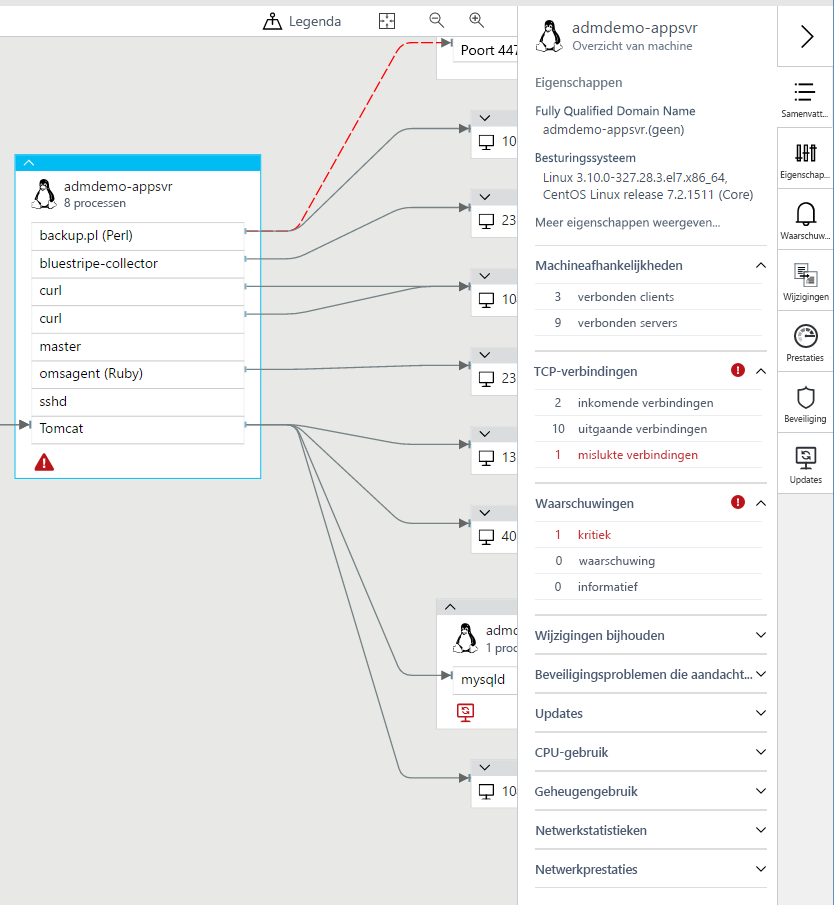 Legenda
Poort 447
admdemo-appsvr
8 processen
backup.pl (Perl)
bluestripe-collector
curl
curl
master
omsagent (Ruby)
sshd
Tomcat
10
23
10
23
13
40
1 proc
mysqld
10
admdemo-appsvr
Overzicht van machine
Eigenschappen
Fully Qualified Domain Name
admdemo-appsvr.(geen)
Besturingssysteem
Linux 3.10.0-327.28.3.el7.x86_64,
CentOS Linux release 7.2.1511 (Core)
Meer eigenschappen weergeven...
Machineafhankelijkheden
3 verbonden clients
9 verbonden servers
TCP-verbindingen
2 inkomende verbindingen
10 uitgaande verbindingen
1 mislukte verbindingen
Waarschuwingen
1 kritiek
0 waarschuwing
0 informatief
Wijzigingen bijhouden
Beveiligingsproblemen die aandacht...
Updates
CPU-gebruik
Geheugengebruik
Netwerkstatistieken
Netwerkprestaties
Samenvatt...
Eigenschap...
Waarschuw...
Wijzigingen
Prestaties
Beveiliging
Updates